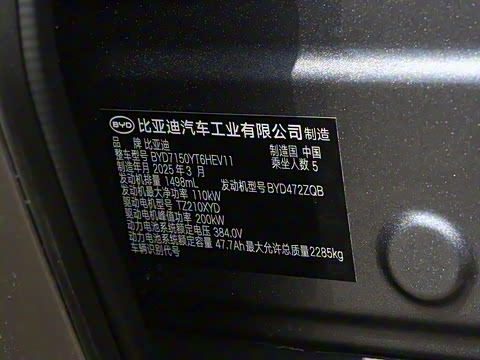 BYD 比亚迪汽车工业有限公司 制造
品 牌 比亚迪 制造国 中国
整车型号 BYD7150YT6HEV11 乘坐人数 5
制造年月 2025年3月
发动机排量 1498mL 发动机型号 BYD472ZQB
发动机最大净功率 110kW
驱动电机型号 TZ210XYD
驱动电机峰值功率 200kW
动力电池系统额定电压 384.0V
动力电池系统额定容量 47.7Ah 最大允许总质量 2285kg
车辆识别代号